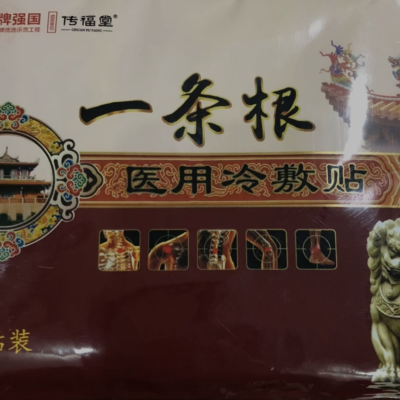 牌强国
传福堂®
一条根
医用冷敷贴
装